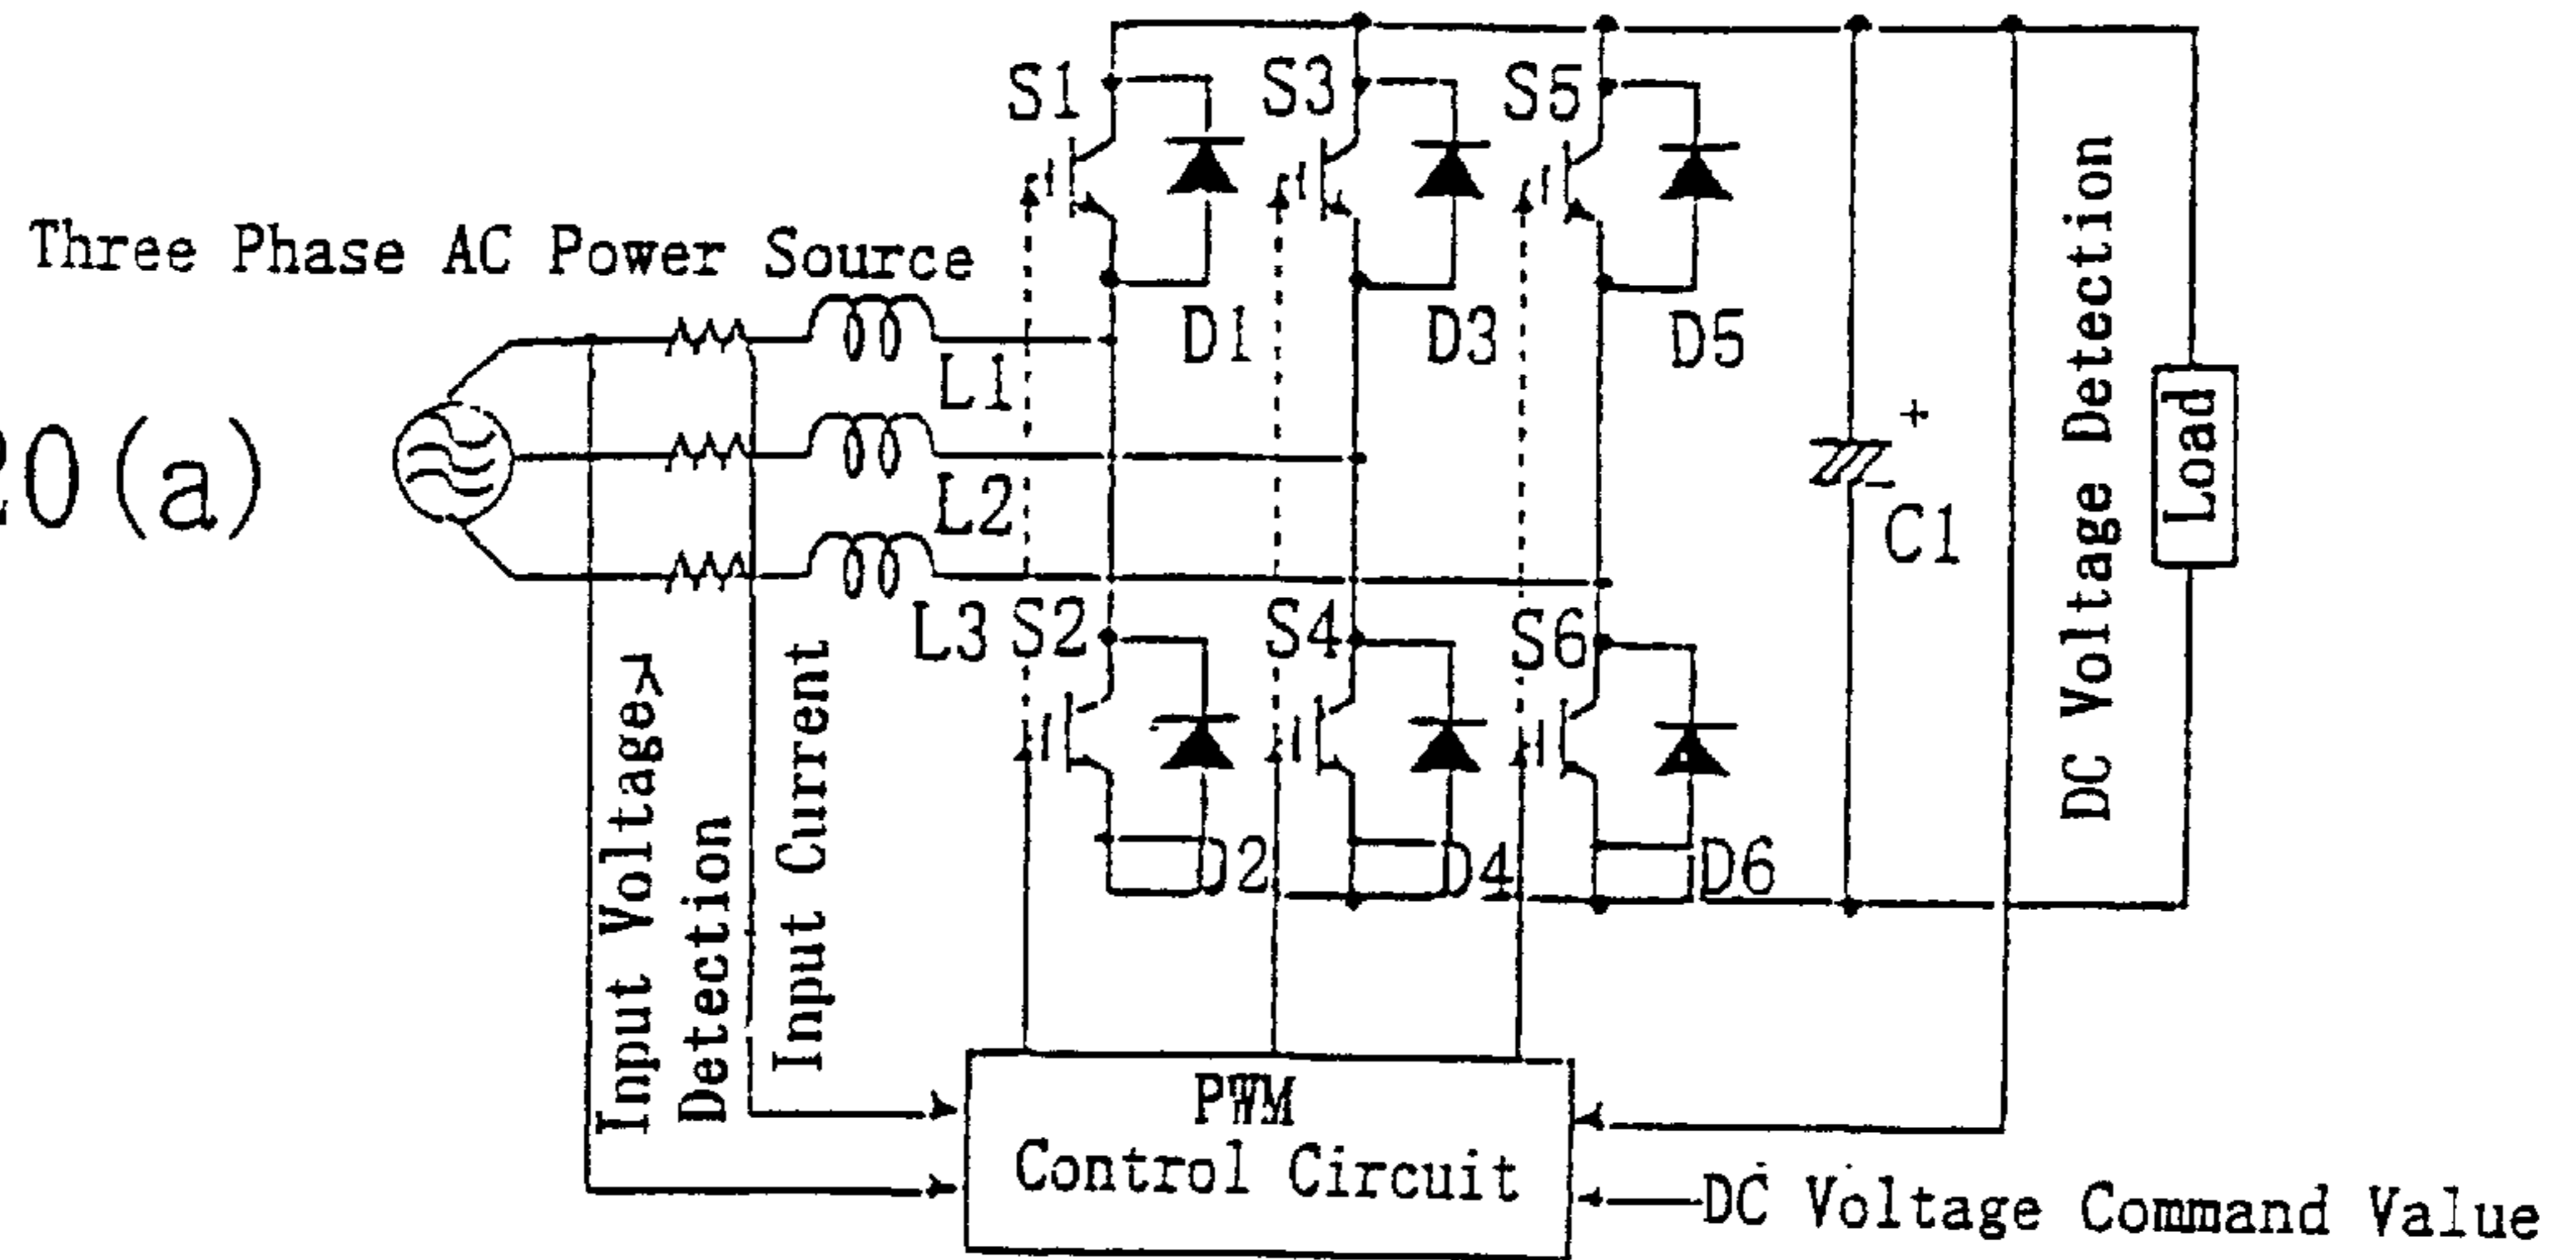 20(a)
Three Phase AC Power Source
S1
S3
S5
D1
D3
D5
L1
L2
L3
S2
S4
S6
D2
D4
D6
+
-
C1
DC Voltage Detection
Load
Input Voltage
Detection
Input Current
PWM
Control Circuit
DC Voltage Command Value